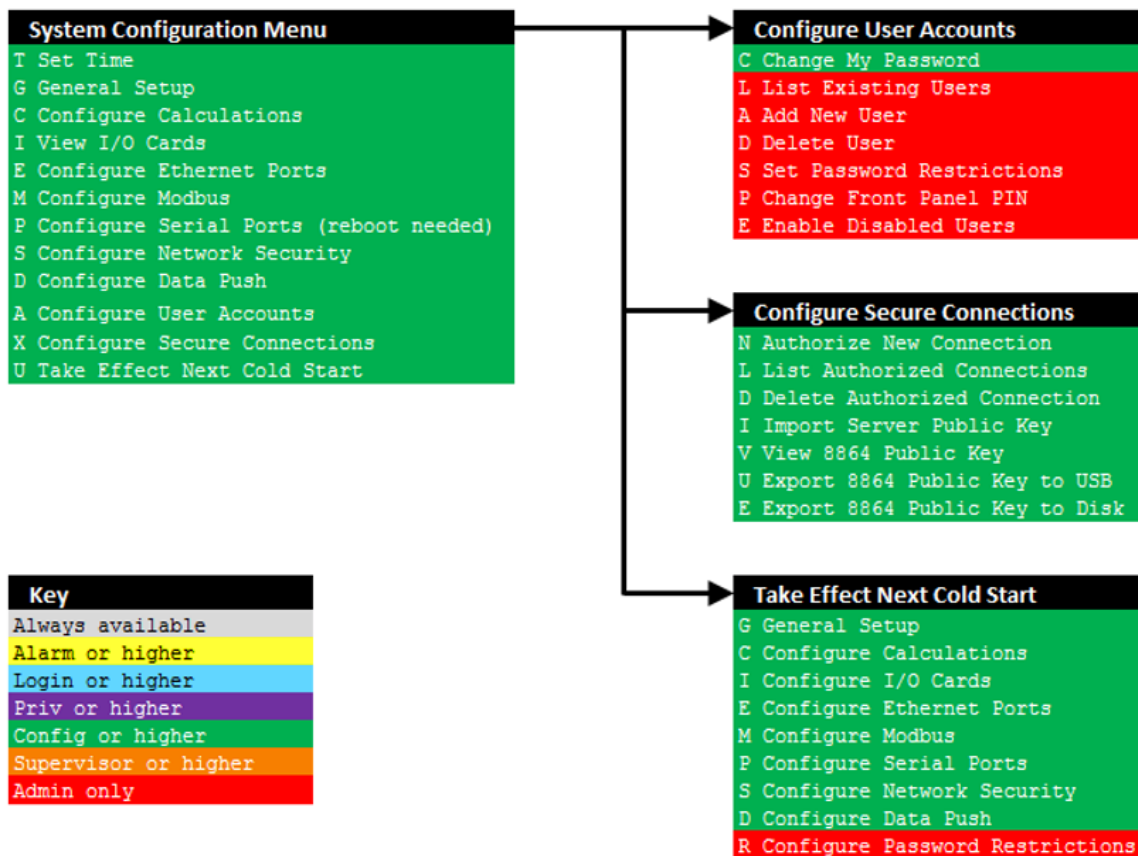 System Configuration Menu
T Set Time
G General Setup
C Configure Calculations
I View I/O Cards
E Configure Ethernet Ports
M Configure Modbus
P Configure Serial Ports (reboot needed)
S Configure Network Security
D Configure Data Push
A Configure User Accounts
X Configure Secure Connections
U Take Effect Next Cold Start
Configure User Accounts
C Change My Password
L List Existing Users
A Add New User
D Delete User
S Set Password Restrictions
P Change Front Panel PIN
E Enable Disabled Users
Configure Secure Connections
N Authorize New Connection
L List Authorized Connections
D Delete Authorized Connection
I Import Server Public Key
V View 8864 Public Key
U Export 8864 Public Key to USB
E Export 8864 Public Key to Disk
Key
Always available
Alarm or higher
Login or higher
Priv or higher
Config or higher
Supervisor or higher
Admin only
Take Effect Next Cold Start
G General Setup
C Configure Calculations
I Configure I/O Cards
E Configure Ethernet Ports
M Configure Modbus
P Configure Serial Ports
S Configure Network Security
D Configure Data Push
R Configure Password Restrictions